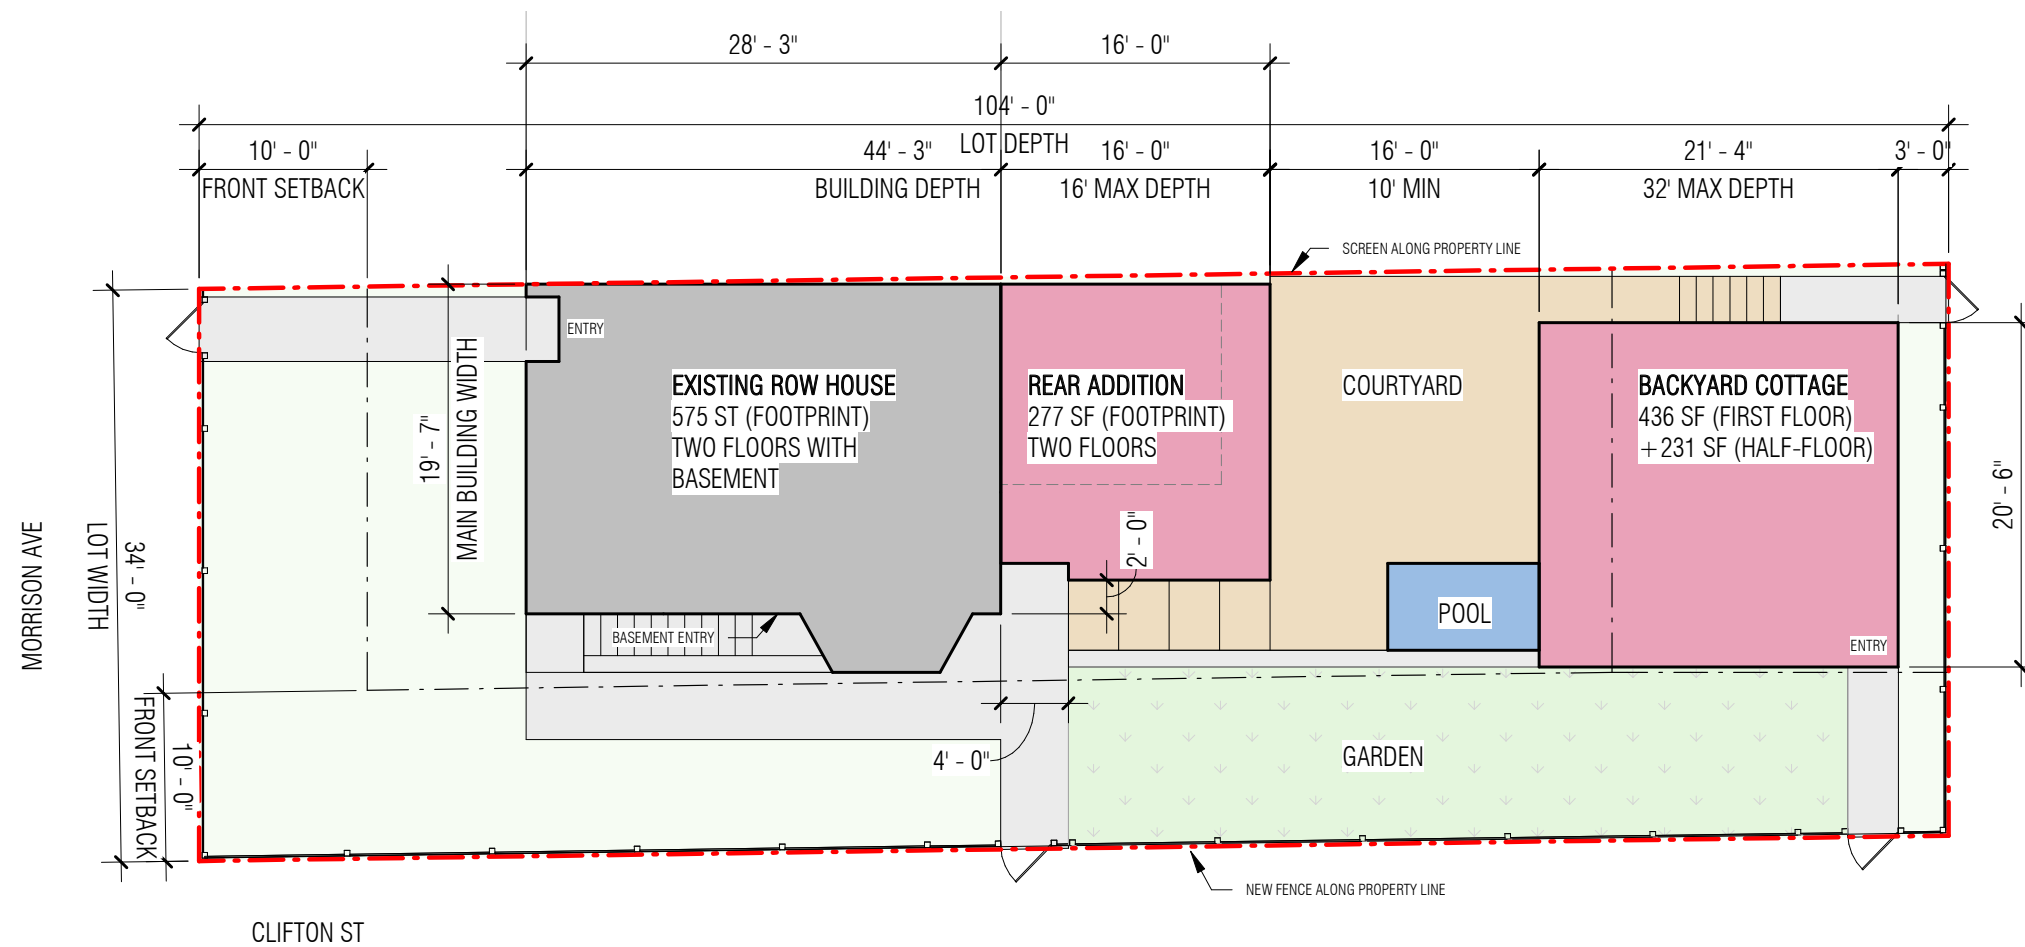 28' - 3"
16' - 0"
104' - 0"
LOT DEPTH
10' - 0"
44' - 3"
16' - 0"
16' - 0"
21' - 4"
3' - 0"
FRONT SETBACK
BUILDING DEPTH
16' MAX DEPTH
10' MIN
32' MAX DEPTH
SCREEN ALONG PROPERTY LINE
ENTRY
19' - 7"
MAIN BUILDING WIDTH
EXISTING ROW HOUSE
575 ST (FOOTPRINT)
TWO FLOORS WITH
BASEMENT
REAR ADDITION
277 SF (FOOTPRINT)
TWO FLOORS
COURTYARD
BACKYARD COTTAGE
436 SF (FIRST FLOOR)
+231 SF (HALF-FLOOR)
20' - 6"
MORRISON AVE
LOT WIDTH
34' - 0"
2' - 0"
POOL
BASEMENT ENTRY
ENTRY
FRONT SETBACK
10' - 0"
4' - 0"
GARDEN
NEW FENCE ALONG PROPERTY LINE
CLIFTON ST